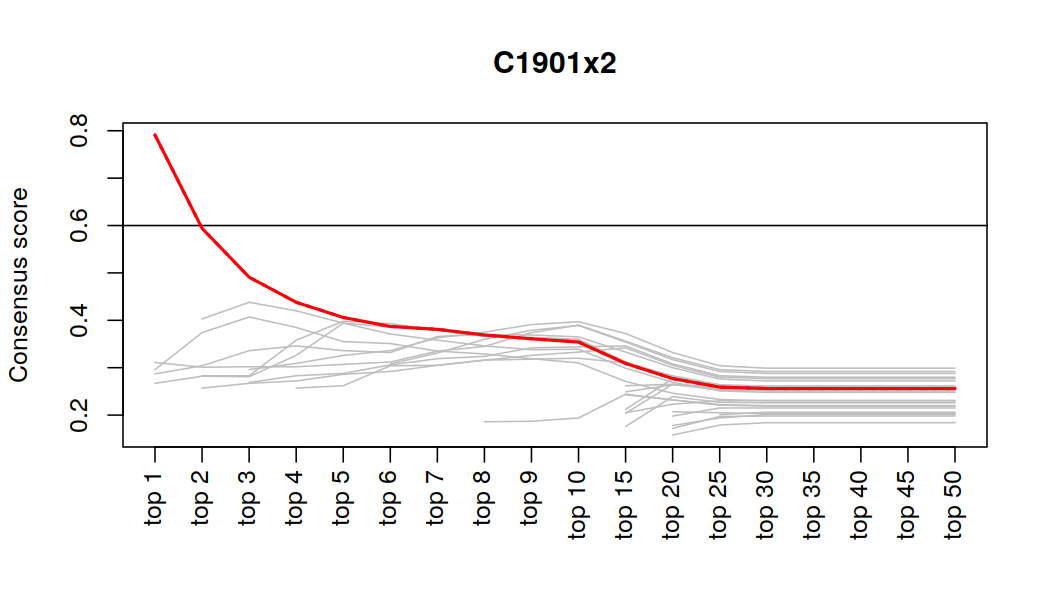 C1901x2
Consensus score
0.8
0.6
0.4
0.2
top 1
top 2
top 3
top 4
top 5
top 6
top 7
top 8
top 9
top 10
top 15
top 20
top 25
top 30
top 35
top 40
top 45
top 50